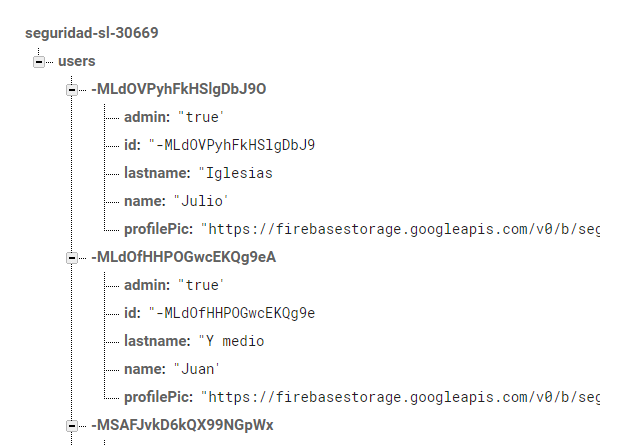 seguridad-sl-30669
users
-MLdOVPyhFkHSlgDbJ9O
admin: "true'
id: "-MLdOVPyhFkHSlgDbJ9
lastname: "Iglesias
name: "Julio'
profilePic: "https://firebasestorage.googleapis.com/v0/b/seg
-MLdOfHHPOGwcEKQg9eA
admin: "true'
id: "-MLdOfHHPOGwcEKQg9e
lastname: "Y medio
name: "Juan'
profilePic: "https://firebasestorage.googleapis.com/v0/b/seg
-MSAFJvkD6kQX99NGpWx